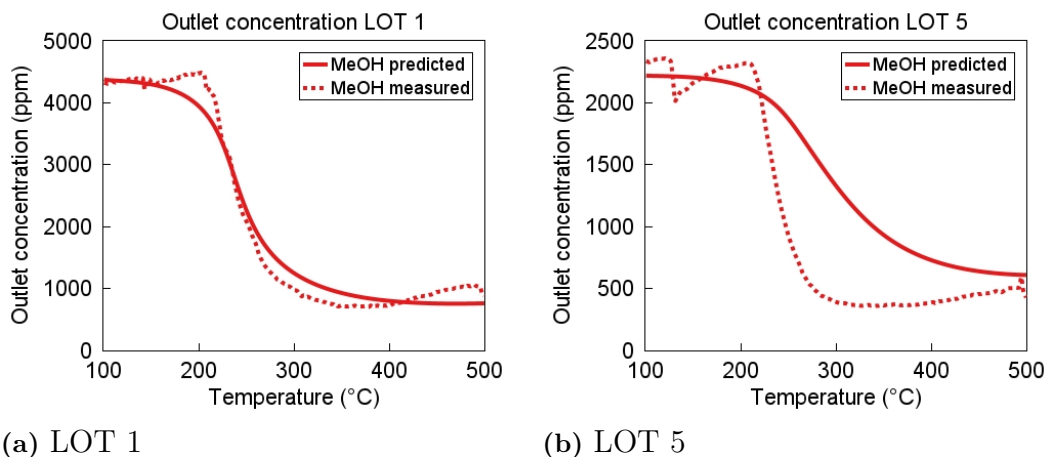 Outlet concentration LOT 1
5000
4000
3000
2000
1000
0
Outlet concentration (ppm)
MeOH predicted
MeOH measured
100
200
300
400
500
Temperature (°C)
(a) LOT 1
Outlet concentration LOT 5
2500
2000
1500
1000
500
0
Outlet concentration (ppm)
MeOH predicted
MeOH measured
100
200
300
400
500
Temperature (°C)
(b) LOT 5